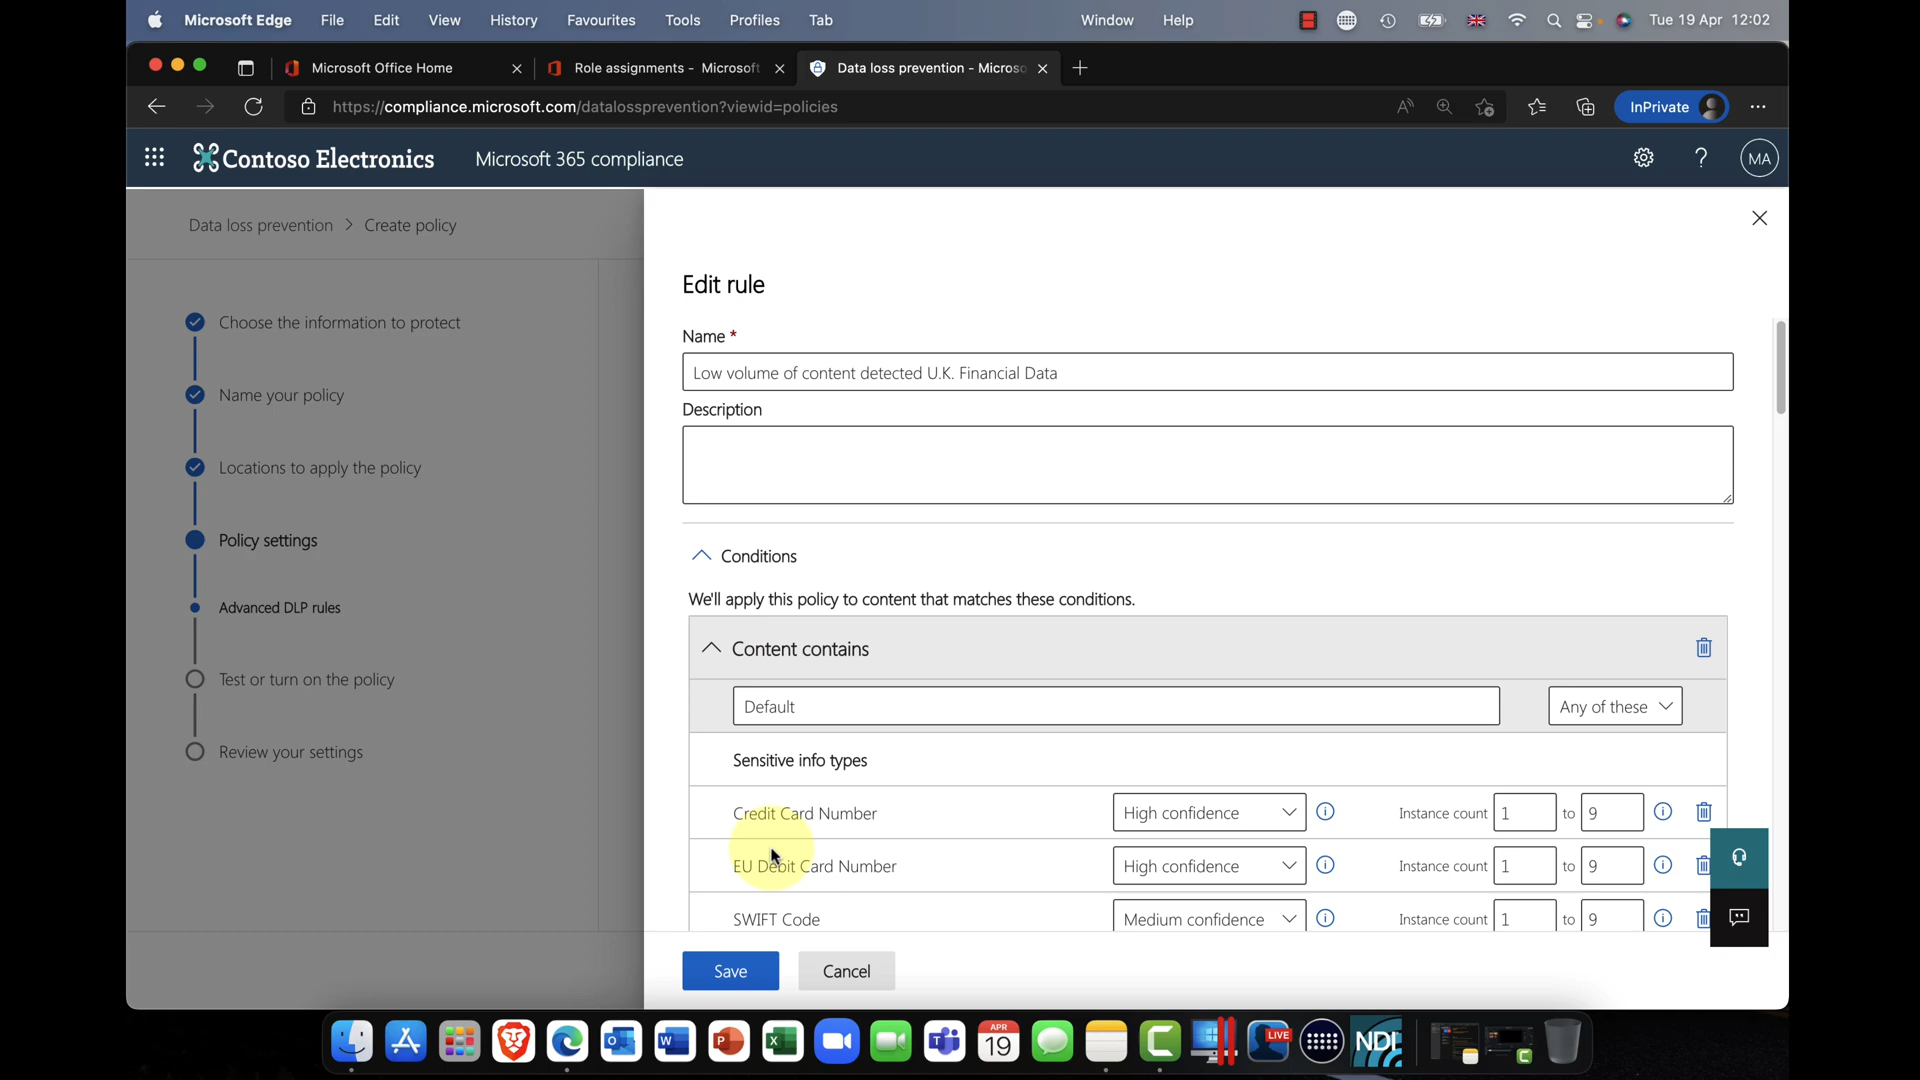 Microsoft Edge File Edit View History Favourites Tools Profiles Tab Window Help Tue 19 Apr 12:02
Microsoft Office Home Role assignments - Microsoft Data loss prevention - Microso
https://compliance.microsoft.com/datalossprevention?viewid=policies InPrivate
Contoso Electronics Microsoft 365 compliance ? MA
Data loss prevention > Create policy
Choose the information to protect
Name your policy
Locations to apply the policy
Policy settings
Advanced DLP rules
Test or turn on the policy
Review your settings
Edit rule
Name *
Low volume of content detected U.K. Financial Data
Description
Conditions
We'll apply this policy to content that matches these conditions.
Content contains
Default Any of these
Sensitive info types
Credit Card Number High confidence Instance count 1 to 9
EU Debit Card Number High confidence Instance count 1 to 9
SWIFT Code Medium confidence Instance count 1 to 9
Save Cancel
O W P X T APR 19 LIVE NDI